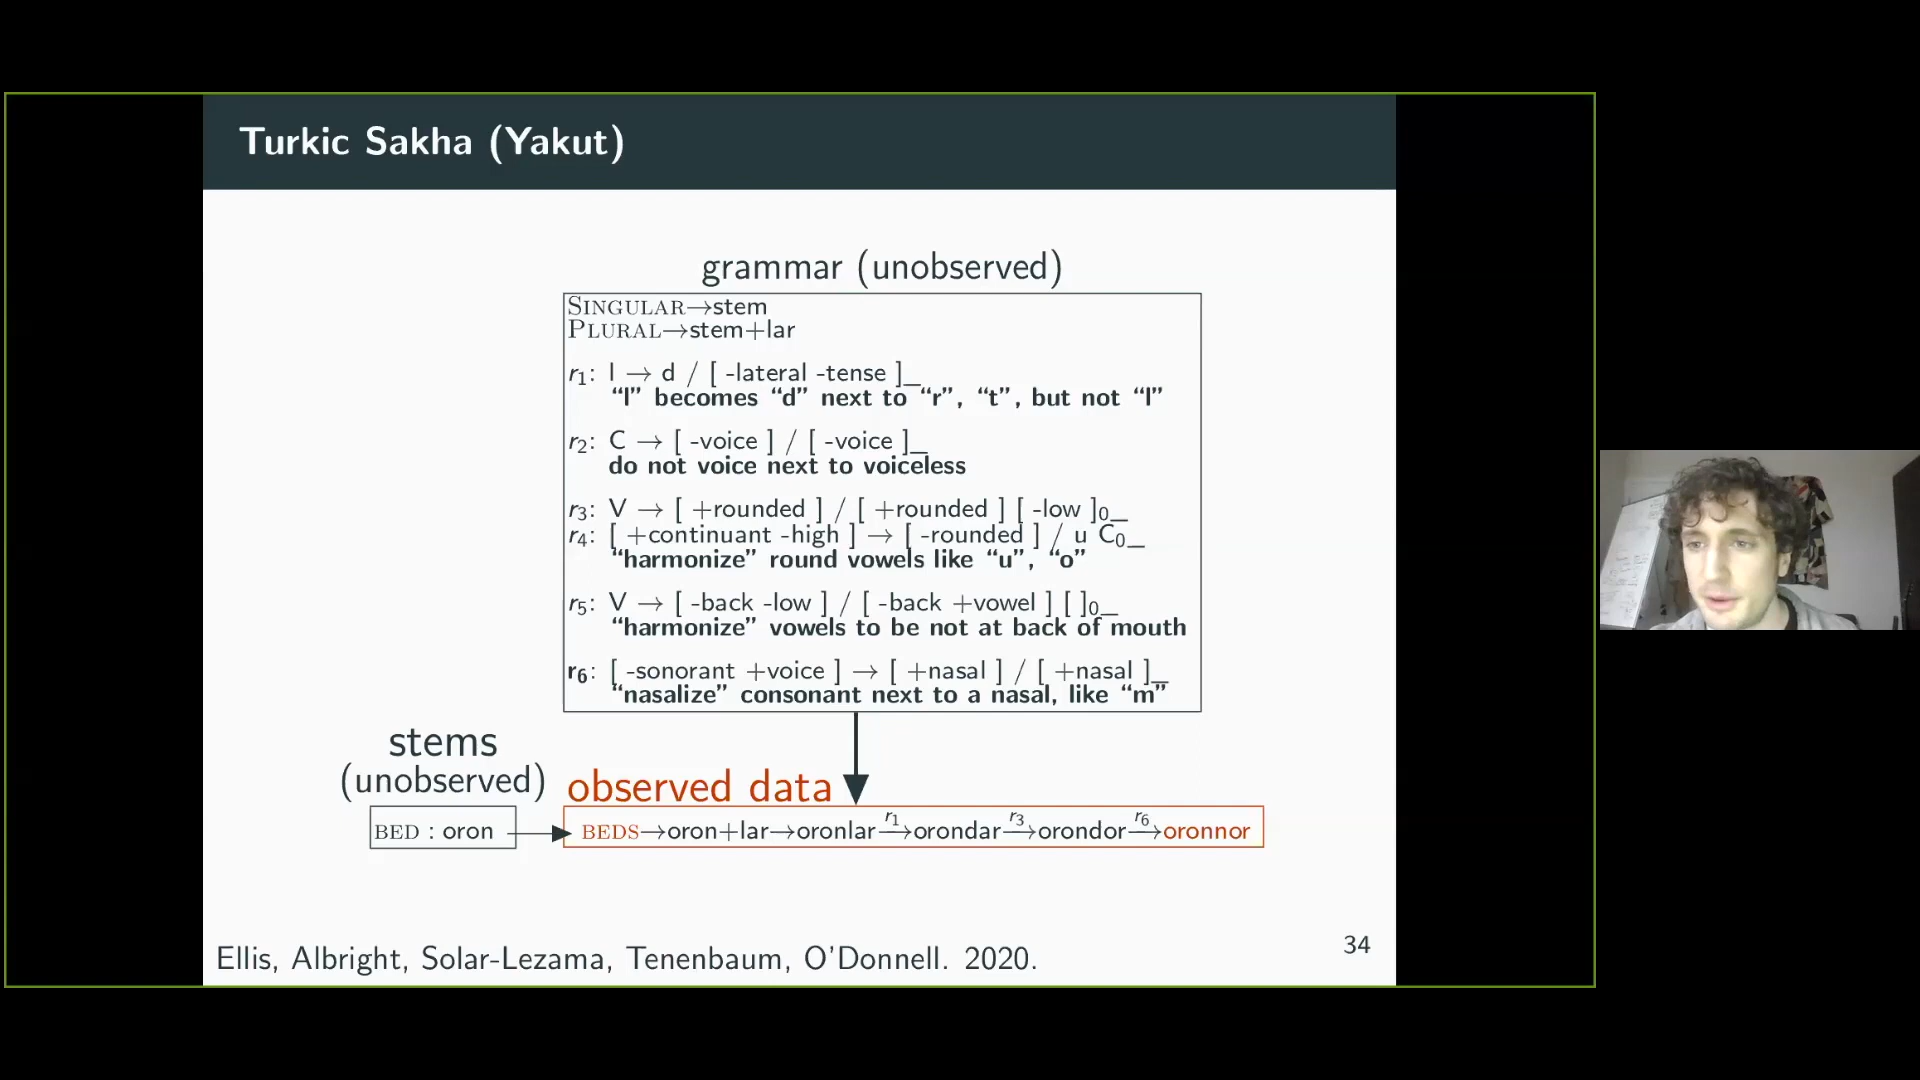 Turkic Sakha (Yakut)
grammar (unobserved)
SINGULAR→stem
PLURAL→stem+lar
r₁: l → d / [ -lateral -tense ]_
“l” becomes “d” next to “r”, “t”, but not “l”
r₂: C → [ -voice ] / [ -voice ]_
do not voice next to voiceless
r₃: V → [ +rounded ] / [ +rounded ] [ -low ]₀_
r₄: [ +continuant -high ] → [ -rounded ] / u C₀_
“harmonize” round vowels like “u”, “o”
r₅: V → [ -back -low ] / [ -back +vowel ] [ ]₀_
“harmonize” vowels to be not at back of mouth
r₆: [ -sonorant +voice ] → [ +nasal ] / [ +nasal ]_
“nasalize” consonant next to a nasal, like “m”
stems
(unobserved)
observed data
BED : oron
BEDS→oron+lar→oronlar r₁→orondar r₃→orondor r₆→oronnor
Ellis, Albright, Solar-Lezama, Tenenbaum, O'Donnell. 2020.
34